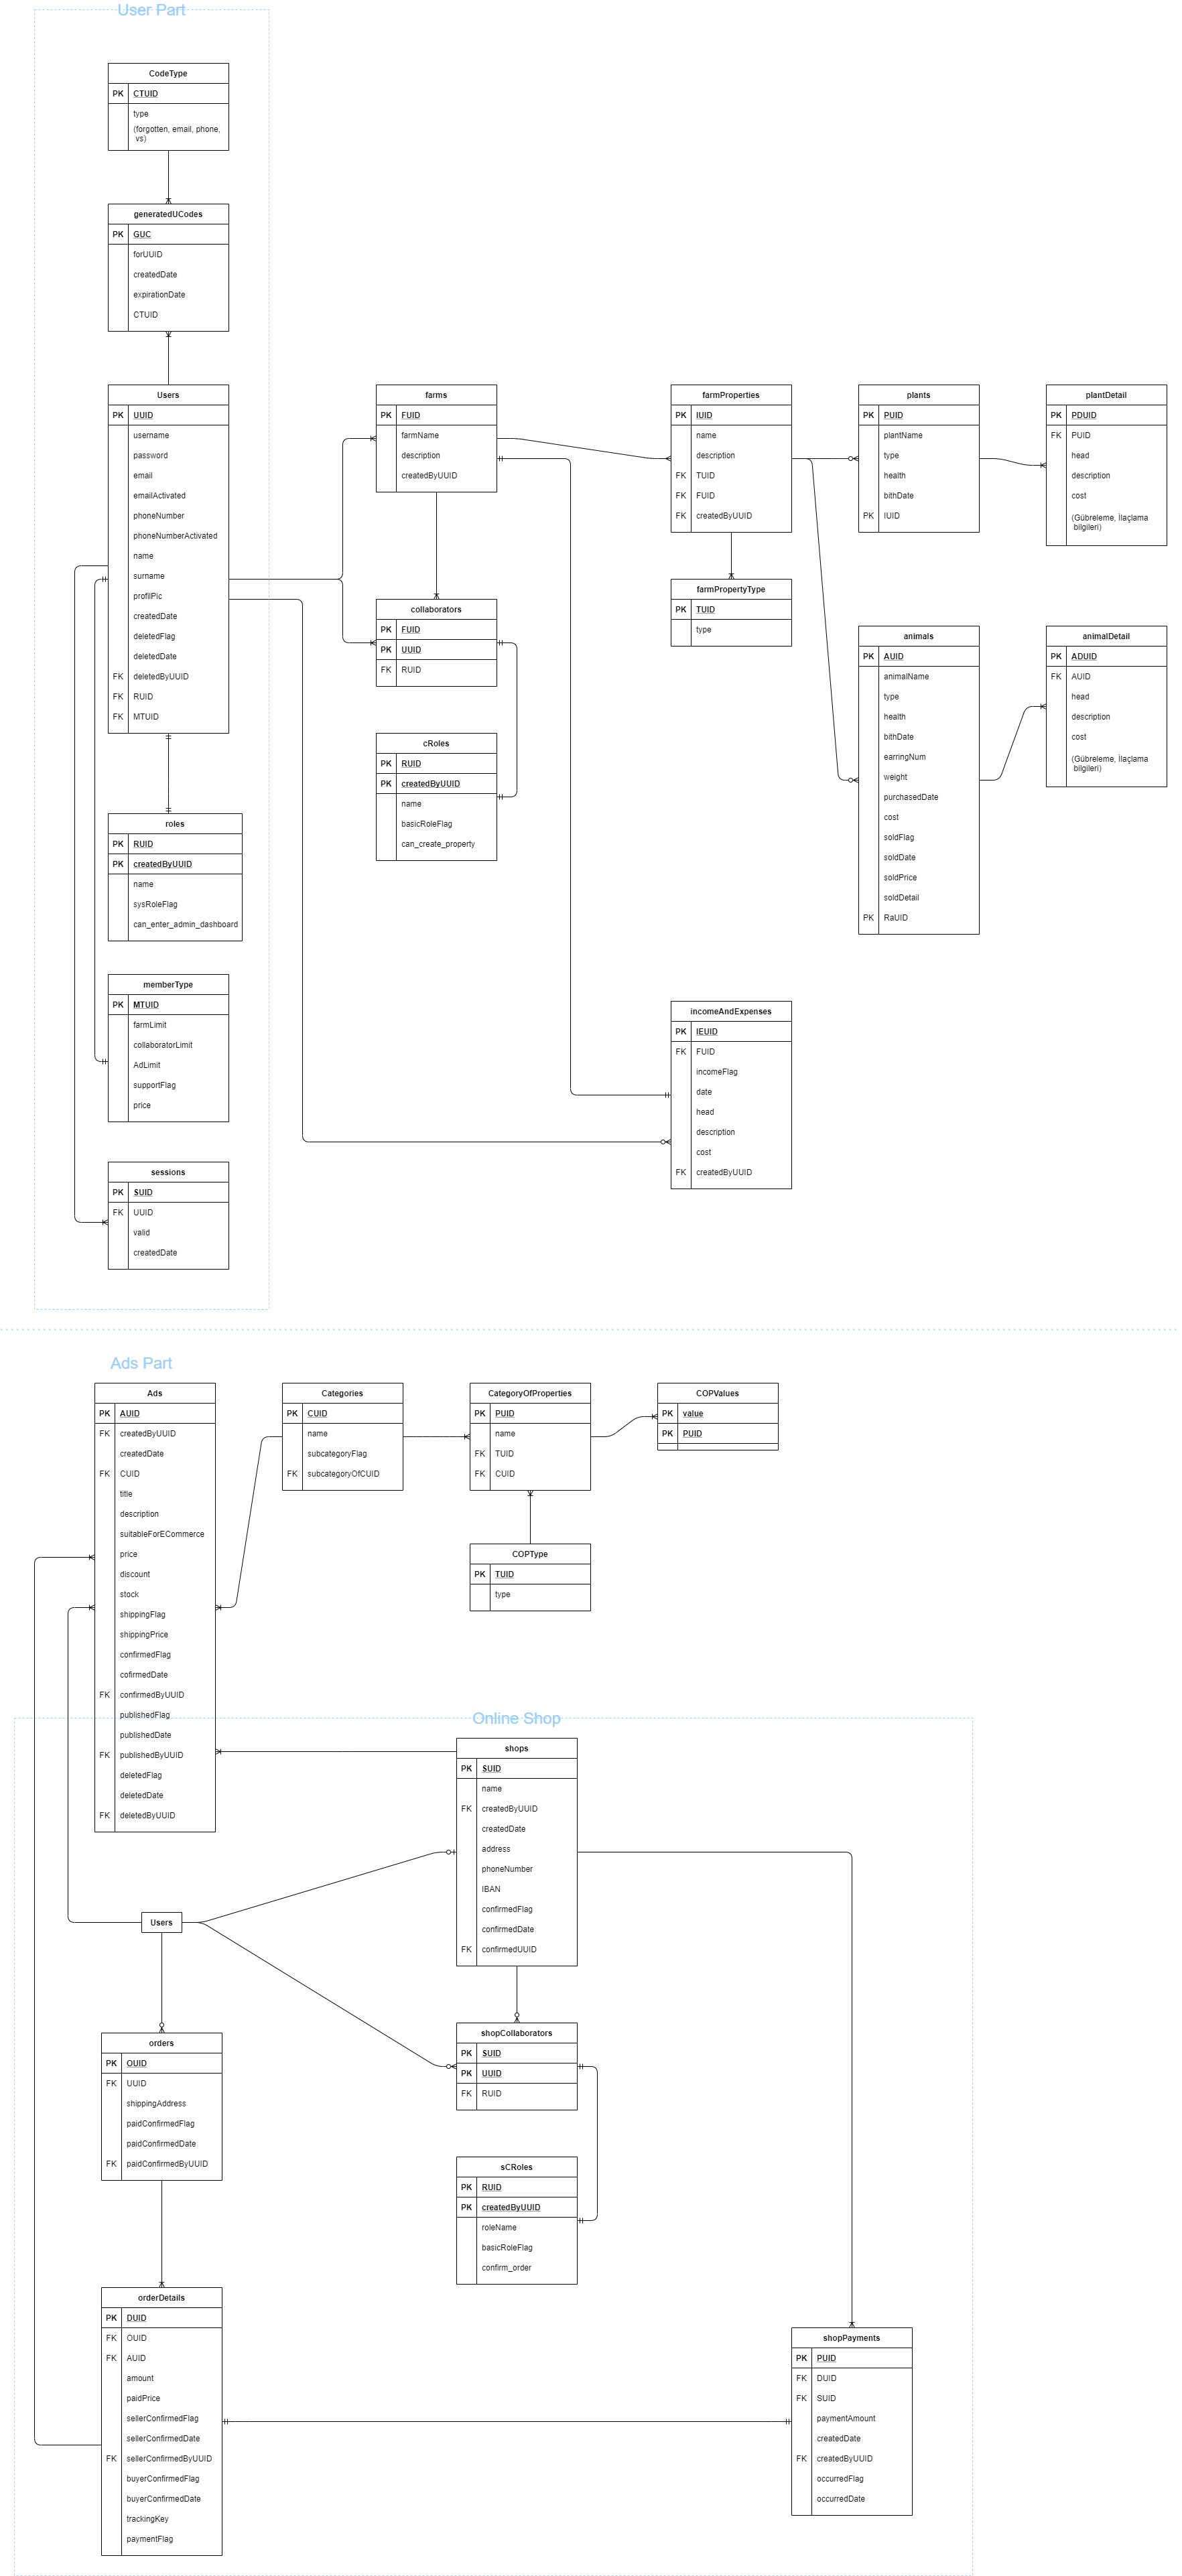 User Part
CodeType
PK CTUID
type
(forgotten, email, phone,
vs)
generatedUCodes
PK GUC
forUUID
createdDate
expirationDate
CTUID
Users
PK UUID
username
password
email
emailActivated
phoneNumber
phoneNumberActivated
name
surname
profilPic
createdDate
deletedFlag
deletedDate
FK deletedByUUID
FK RUID
FK MTUID
roles
PK RUID
PK createdByUUID
name
sysRoleFlag
can_enter_admin_dashboard
memberType
PK MTUID
farmLimit
collaboratorLimit
AdLimit
supportFlag
price
sessions
PK SUID
FK UUID
valid
createdDate
farms
PK FUID
farmName
description
createdByUUID
collaborators
PK FUID
PK UUID
FK RUID
cRoles
PK RUID
PK createdByUUID
name
basicRoleFlag
can_create_property
farmProperties
PK IUID
name
description
FK TUID
FK FUID
FK createdByUUID
farmPropertyType
PK TUID
type
plants
PK PUID
plantName
type
health
bithDate
PK IUID
plantDetail
PK PDUID
FK PUID
head
description
cost
(Gübreleme, İlaçlama
bilgileri)
animals
PK AUID
animalName
type
health
bithDate
earringNum
weight
purchasedDate
cost
soldFlag
soldDate
soldPrice
soldDetail
PK RaUID
animalDetail
PK ADUID
FK AUID
head
description
cost
(Gübreleme, İlaçlama
bilgileri)
incomeAndExpenses
PK IEUID
FK FUID
incomeFlag
date
head
description
cost
FK createdByUUID
Ads Part
Ads
PK AUID
FK createdByUUID
createdDate
FK CUID
title
description
suitableForECommerce
price
discount
stock
shippingFlag
shippingPrice
confirmedFlag
cofirmedDate
FK confirmedByUUID
publishedFlag
publishedDate
FK publishedByUUID
deletedFlag
deletedDate
FK deletedByUUID
Categories
PK CUID
name
subcategoryFlag
FK subcategoryOfCUID
CategoryOfProperties
PK PUID
name
FK TUID
FK CUID
COPValues
PK value
PK PUID
COPType
PK TUID
type
Online Shop
shops
PK SUID
name
FK createdByUUID
createdDate
address
phoneNumber
IBAN
confirmedFlag
confirmedDate
FK confirmedUUID
Users
orders
PK OUID
FK UUID
shippingAddress
paidConfirmedFlag
paidConfirmedDate
FK paidConfirmedByUUID
shopCollaborators
PK SUID
PK UUID
FK RUID
sCRoles
PK RUID
PK createdByUUID
roleName
basicRoleFlag
confirm_order
orderDetails
PK DUID
FK OUID
FK AUID
amount
paidPrice
sellerConfirmedFlag
sellerConfirmedDate
FK sellerConfirmedByUUID
buyerConfirmedFlag
buyerConfirmedDate
trackingKey
paymentFlag
shopPayments
PK PUID
FK DUID
FK SUID
paymentAmount
createdDate
FK createdByUUID
occurredFlag
occurredDate